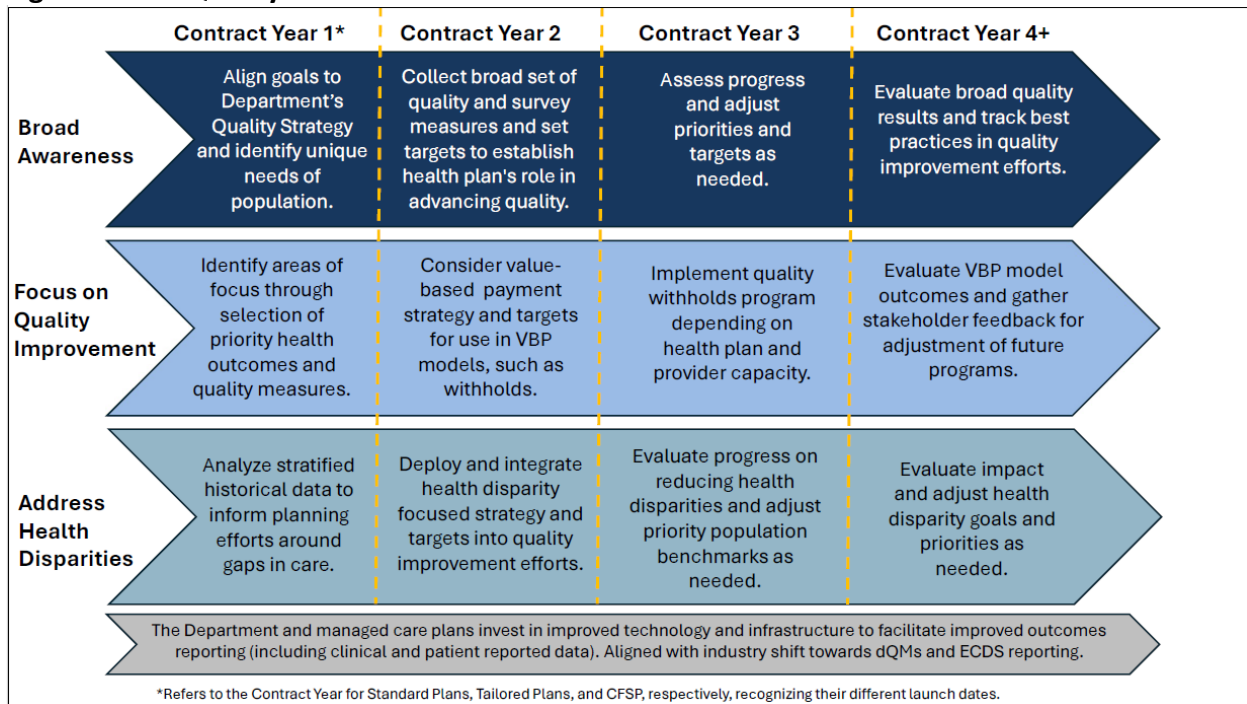 Contract Year 1*
Contract Year 2
Contract Year 3
Contract Year 4+
Broad
Awareness
Align goals to
Department's
Quality Strategy
and identify unique
needs of
population.
Collect broad set of
quality and survey
measures and set
targets to establish
health plan's role in
advancing quality.
Assess progress
and adjust
priorities and
targets as
needed.
Evaluate broad quality
results and track best
practices in quality
improvement efforts.
Focus on
Quality
Improvement
Identify areas of
focus through
selection of
priority health
outcomes and
quality measures.
Consider value-
based payment
strategy and targets
for use in VBP
models, such as
withholds.
Implement quality
withholds program
depending on
health plan and
provider capacity.
Evaluate VBP model
outcomes and gather
stakeholder feedback for
adjustment of future
programs.
Address
Health
Disparities
Analyze stratified
historical data to
inform planning
efforts around
gaps in care.
Deploy and integrate
health disparity
focused strategy and
targets into quality
improvement efforts.
Evaluate progress on
reducing health
disparities and adjust
priority population
benchmarks as
needed.
Evaluate impact
and adjust health
disparity goals and
priorities as
needed.
The Department and managed care plans invest in improved technology and infrastructure to facilitate improved outcomes
reporting (including clinical and patient reported data). Aligned with industry shift towards dQMs and ECDS reporting.
*Refers to the Contract Year for Standard Plans, Tailored Plans, and CFSP, respectively, recognizing their different launch dates.